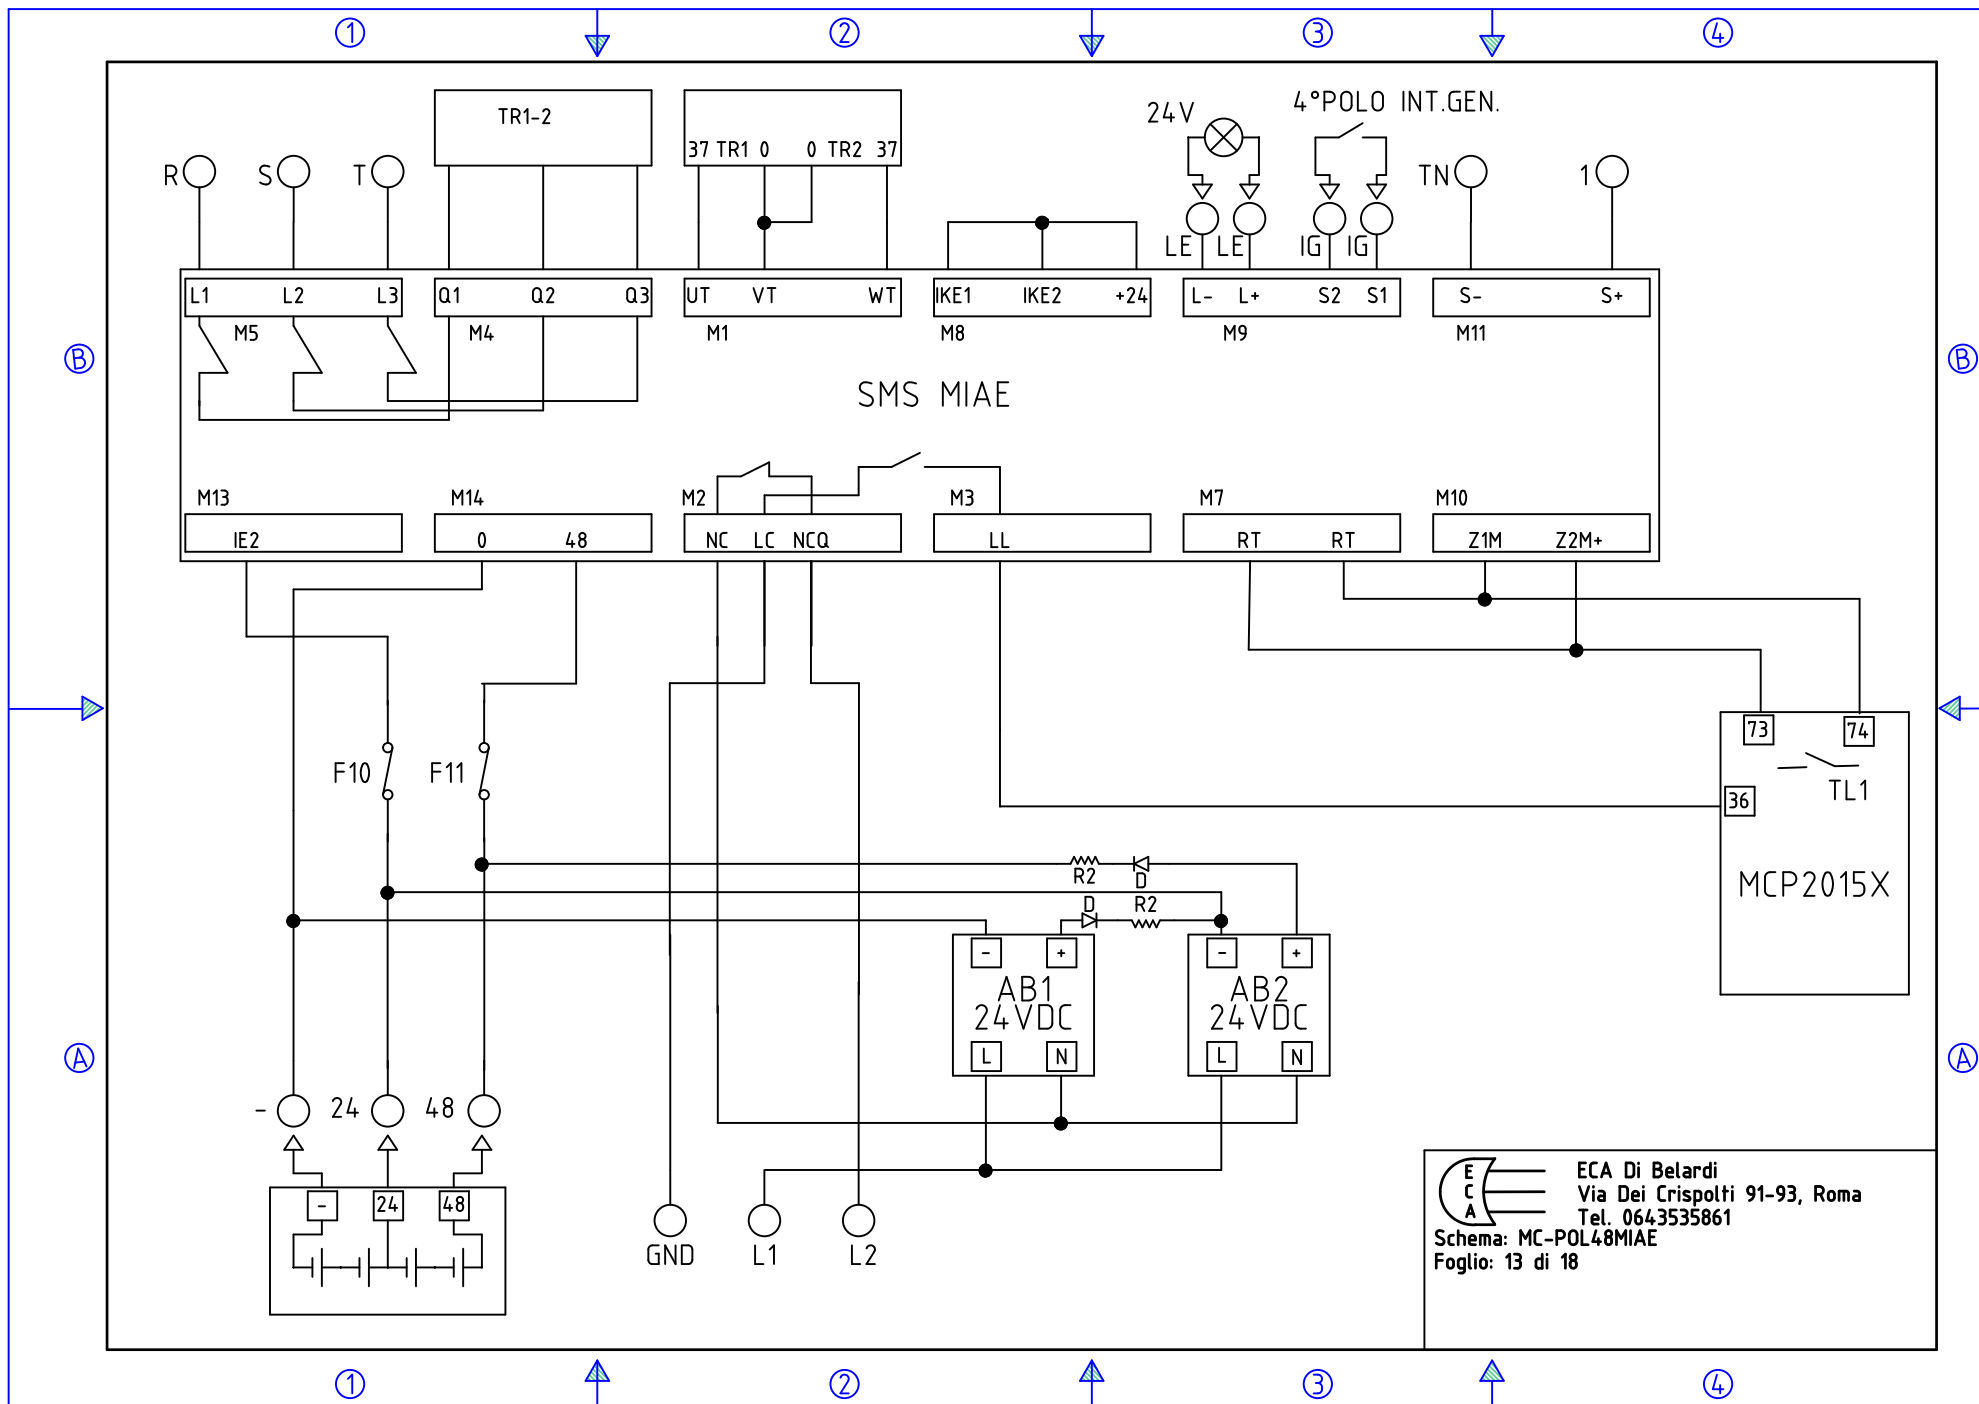 1 2 3 4
24V 4°POLO INT.GEN.
TR1-2
37 TR1 0 0 TR2 37
R S T TN 1
LE LE IG IG
L1 L2 L3 Q1 Q2 Q3 UT VT WT IKE1 IKE2 +24 L- L+ S2 S1 S- S+
M5 M4 M1 M8 M9 M11
B B
SMS MIAE
M13 M14 M2 M3 M7 M10
IE2 0 48 NC LC NCQ LL RT RT Z1M Z2M+
73 74
F10 F11
TL1
36
R2 D
MCP2015X
D R2
- + - +
AB1 AB2
24VDC 24VDC
L N L N
A A
- 24 48
- 24 48
GND L1 L2
E
C
A
ECA Di Belardi
Via Dei Crispolti 91-93, Roma
Tel. 0643535861
Schema: MC-POL48MIAE
Foglio: 13 di 18
1 2 3 4